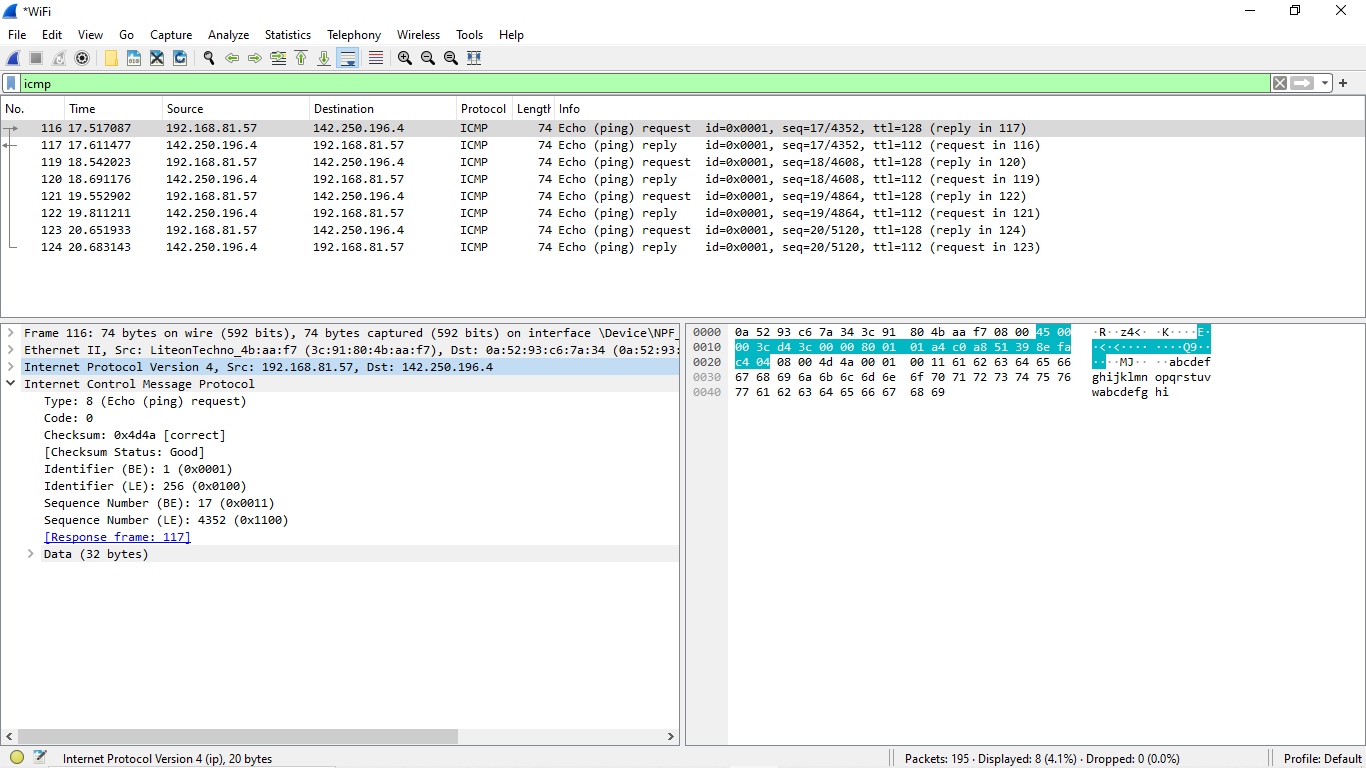 *WiFi
File Edit View Go Capture Analyze Statistics Telephony Wireless Tools Help
icmp
No. Time Source Destination Protocol Length Info
116 17.517087 192.168.81.57 142.250.196.4 ICMP 74 Echo (ping) request id=0x0001, seq=17/4352, ttl=128 (reply in 117)
117 17.611477 142.250.196.4 192.168.81.57 ICMP 74 Echo (ping) reply id=0x0001, seq=17/4352, ttl=112 (request in 116)
119 18.542023 192.168.81.57 142.250.196.4 ICMP 74 Echo (ping) request id=0x0001, seq=18/4608, ttl=128 (reply in 120)
120 18.691176 142.250.196.4 192.168.81.57 ICMP 74 Echo (ping) reply id=0x0001, seq=18/4608, ttl=112 (request in 119)
121 19.552902 192.168.81.57 142.250.196.4 ICMP 74 Echo (ping) request id=0x0001, seq=19/4864, ttl=128 (reply in 122)
122 19.811211 142.250.196.4 192.168.81.57 ICMP 74 Echo (ping) reply id=0x0001, seq=19/4864, ttl=112 (request in 121)
123 20.651933 192.168.81.57 142.250.196.4 ICMP 74 Echo (ping) request id=0x0001, seq=20/5120, ttl=128 (reply in 124)
124 20.683143 142.250.196.4 192.168.81.57 ICMP 74 Echo (ping) reply id=0x0001, seq=20/5120, ttl=112 (request in 123)
Frame 116: 74 bytes on wire (592 bits), 74 bytes captured (592 bits) on interface \Device\NPF_
Ethernet II, Src: LiteonTechno_4b:aa:f7 (3c:91:80:4b:aa:f7), Dst: 0a:52:93:c6:7a:34 (0a:52:93:
Internet Protocol Version 4, Src: 192.168.81.57, Dst: 142.250.196.4
Internet Control Message Protocol
Type: 8 (Echo (ping) request)
Code: 0
Checksum: 0x4d4a [correct]
[Checksum Status: Good]
Identifier (BE): 1 (0x0001)
Identifier (LE): 256 (0x0100)
Sequence Number (BE): 17 (0x0011)
Sequence Number (LE): 4352 (0x1100)
[Response frame: 117]
Data (32 bytes)
0000 0a 52 93 c6 7a 34 3c 91 80 4b aa f7 08 00 45 00 ·R··z4<· ·K····E·
0010 00 3c d4 3c 00 00 80 01 01 a4 c0 a8 51 39 8e fa ·<·<···· ····Q9··
0020 c4 04 08 00 4d 4a 00 01 00 11 61 62 63 64 65 66 ····MJ·· ··abcdef
0030 67 68 69 6a 6b 6c 6d 6e 6f 70 71 72 73 74 75 76 ghijklmn opqrstuv
0040 77 61 62 63 64 65 66 67 68 69 wabcdefg hi
Internet Protocol Version 4 (ip), 20 bytes
Packets: 195 · Displayed: 8 (4.1%) · Dropped: 0 (0.0%)
Profile: Default